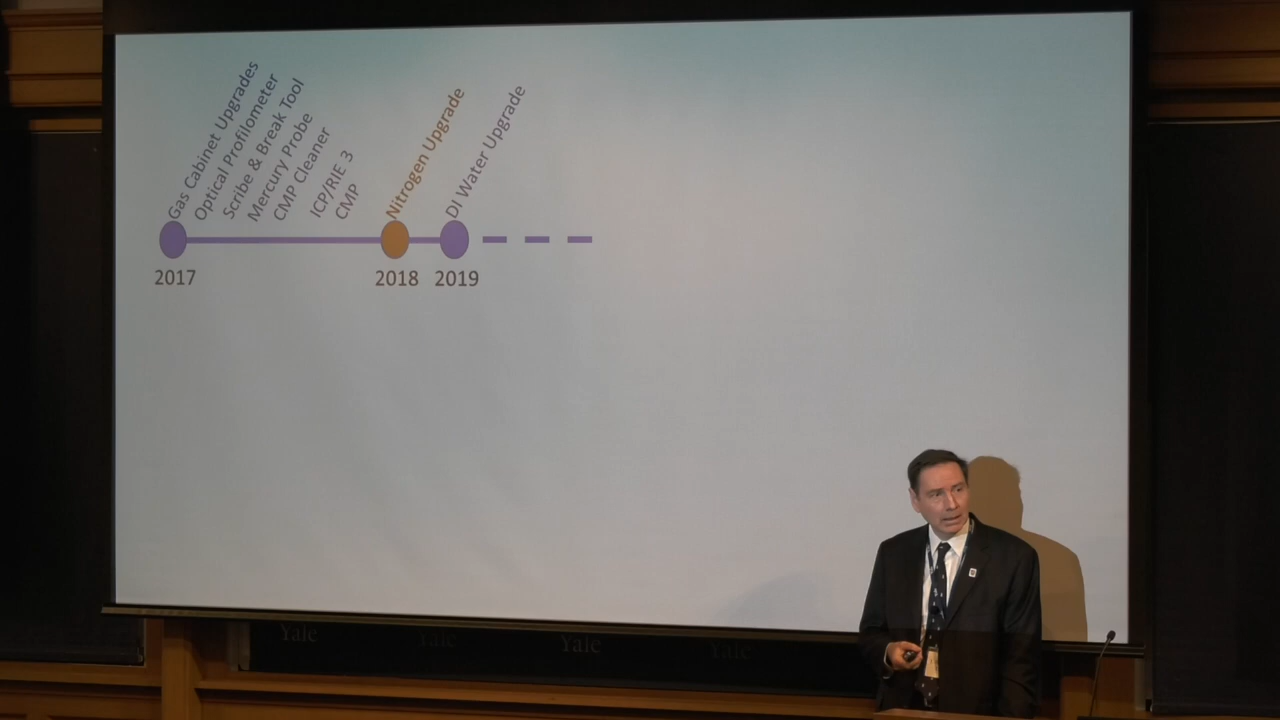 Gas Cabinet Upgrades
Optical Profilometer
Scribe & Break Tool
Mercury Probe
CMP Cleaner
ICP/RIE 3
CMP
Nitrogen Upgrade
DI Water Upgrade
2017
2018
2019
Yale
Yale
Yale
Yale